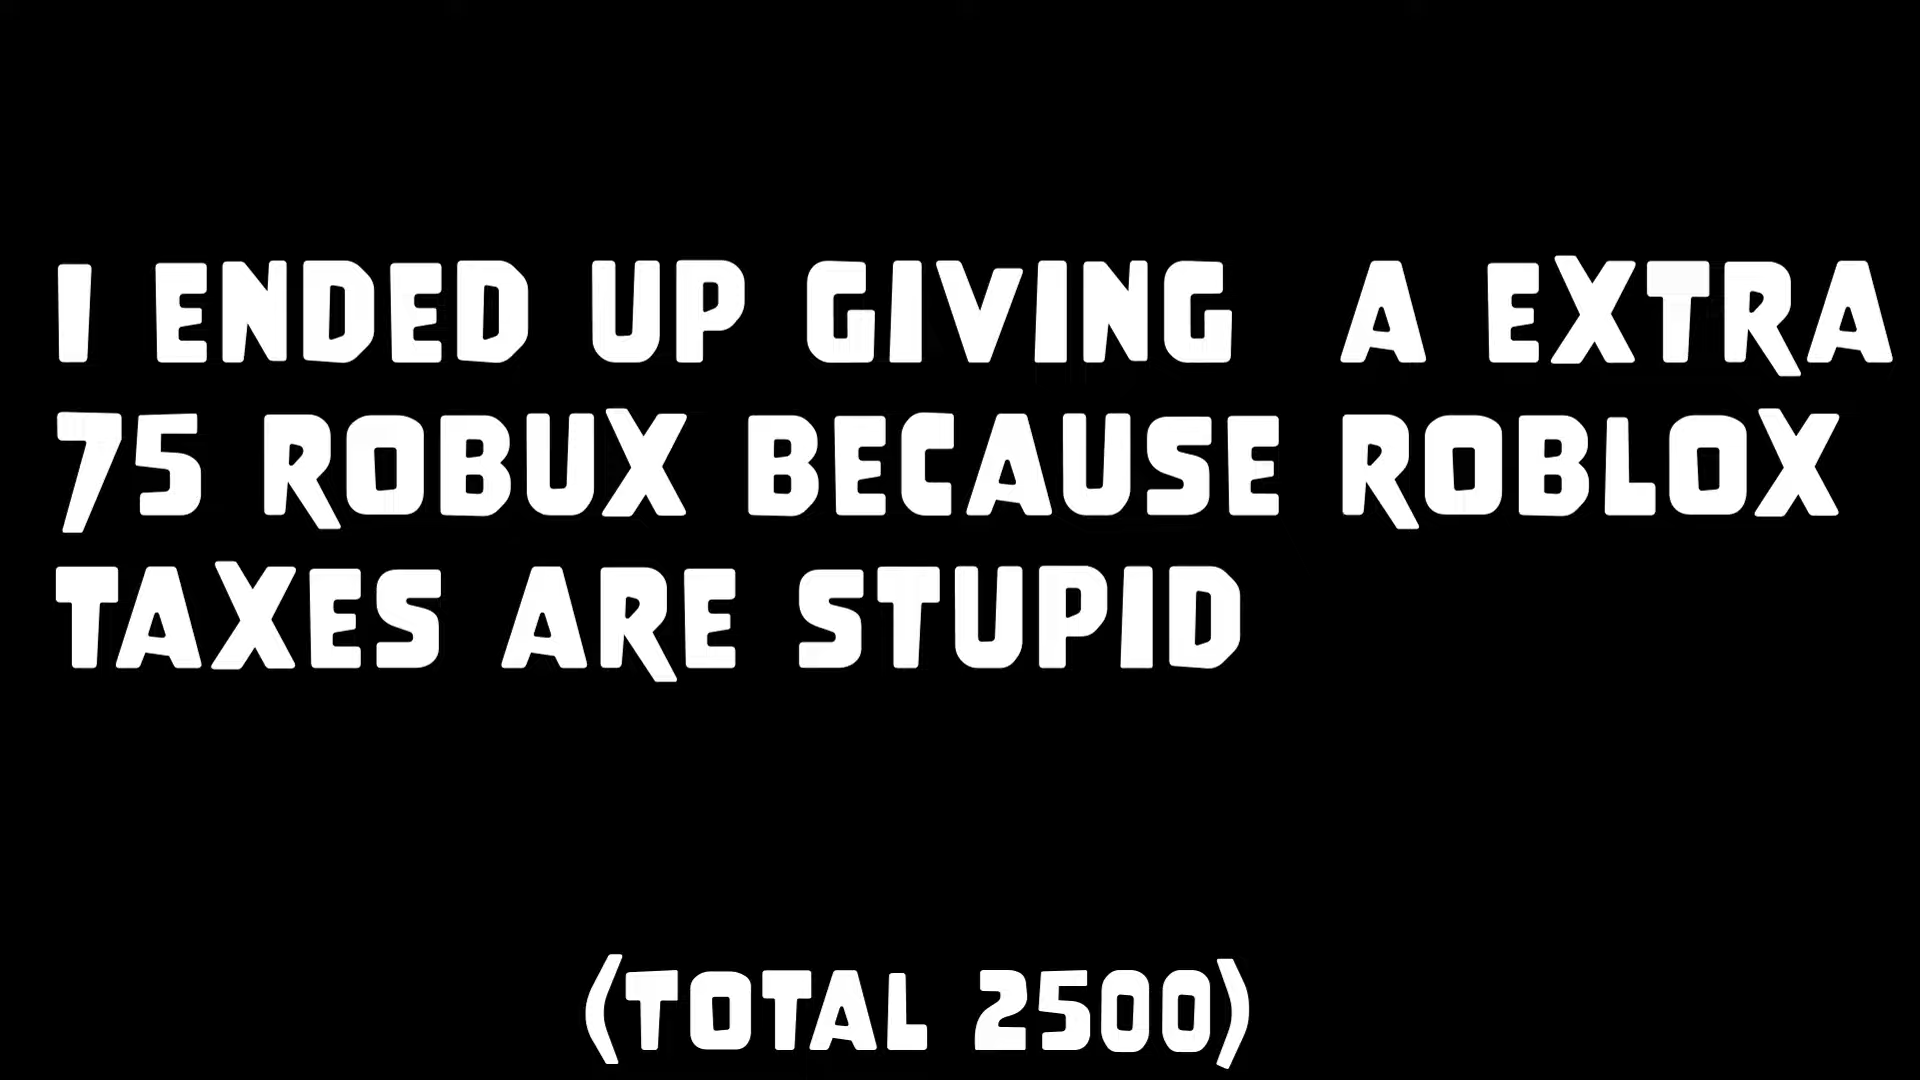 I ENDED UP GIVING  A EXTRA
75 ROBUX BECAUSE ROBLOX
TAXES ARE STUPID
(TOTAL 2500)